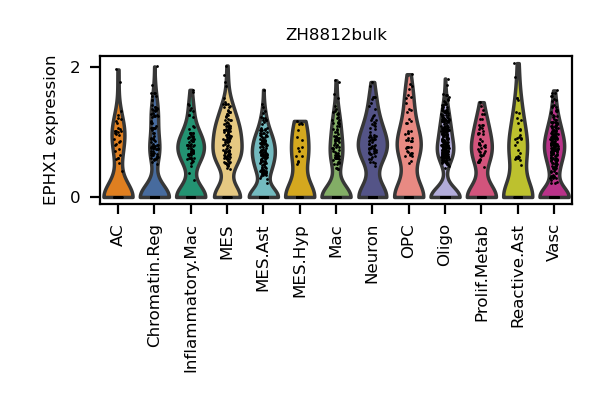 ZH8812bulk
EPHX1 expression
2
0
AC
Chromatin.Reg
Inflammatory.Mac
MES
MES.Ast
MES.Hyp
Mac
Neuron
OPC
Oligo
Prolif.Metab
Reactive.Ast
Vasc